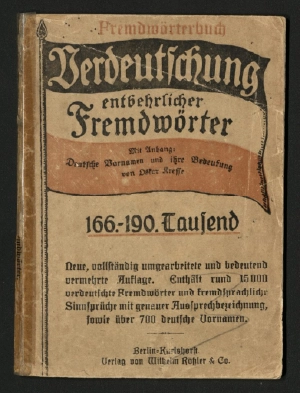 Fremdwörterbuch
Verdeutschung
entbehrlicher
Fremdwörter
Mit Anhang:
Deutsche Vornamen und ihre Bedeutung
von Oskar Kresse
166.-190. Tausend
Neue, vollständig umgearbeitete und bedeutend
vermehrte Auflage. Enthält rund 15000
verdeutschte Fremdwörter und fremdsprachliche
Sinnsprüche mit genauer Aussprechbezeichnung,
sowie über 700 deutsche Vornamen.
Berlin-Karlshorst.
Verlag von Wilhelm Köhler & Co.